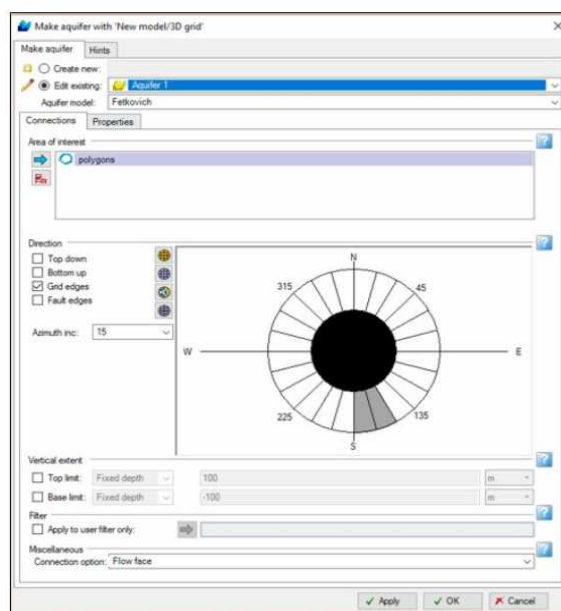 Make aquifer with 'New model/3D grid'
Make aquifer Hints
Create new:
Edit existing: Aquifer 1
Aquifer model: Fetkovich
Connections Properties
Area of interest
polygons
Direction
Top down
Bottom up
Grid edges
Fault edges
Azimuth inc: 15
N
315 45
W E
225 135
S
Vertical extent
Top limit: Fixed depth 100 m
Base limit: Fixed depth -100 m
Filter
Apply to user filter only:
Miscellaneous
Connection option: Flow face
Apply OK Cancel